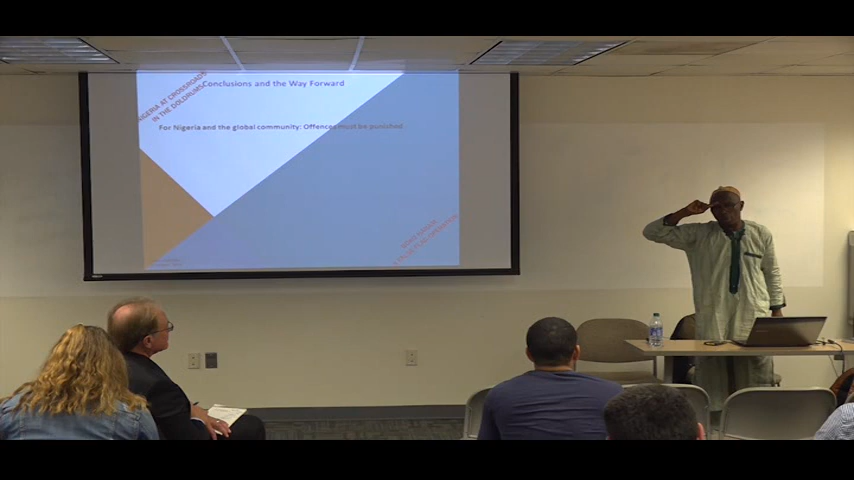 Conclusions and the Way Forward
NIGERIA AT CROSSROADS
IN THE DOLDRUMS
For Nigeria and the global community: Offences must be punished